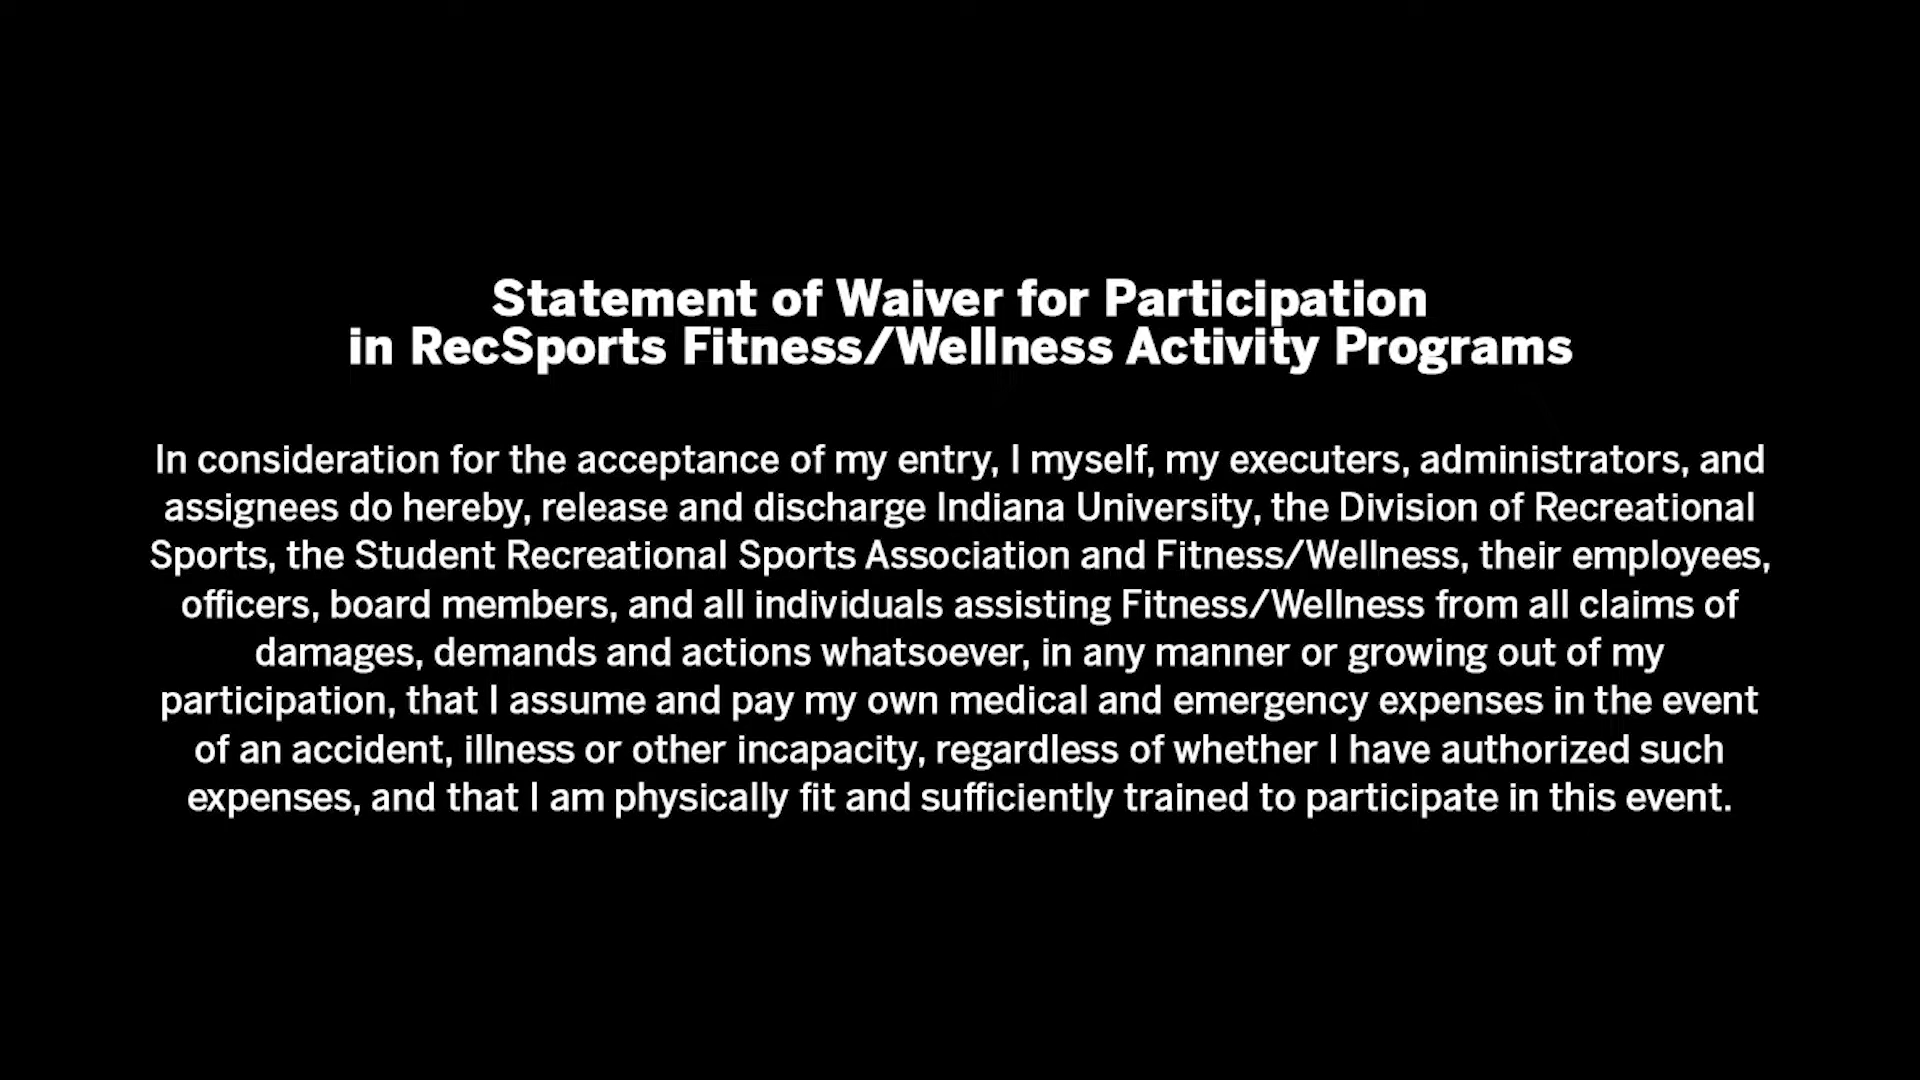 Statement of Waiver for Participation
in RecSports Fitness/Wellness Activity Programs
In consideration for the acceptance of my entry, I myself, my executers, administrators, and
assignees do hereby, release and discharge Indiana University, the Division of Recreational
Sports, the Student Recreational Sports Association and Fitness/Wellness, their employees,
officers, board members, and all individuals assisting Fitness/Wellness from all claims of
damages, demands and actions whatsoever, in any manner or growing out of my
participation, that I assume and pay my own medical and emergency expenses in the event
of an accident, illness or other incapacity, regardless of whether I have authorized such
expenses, and that I am physically fit and sufficiently trained to participate in this event.